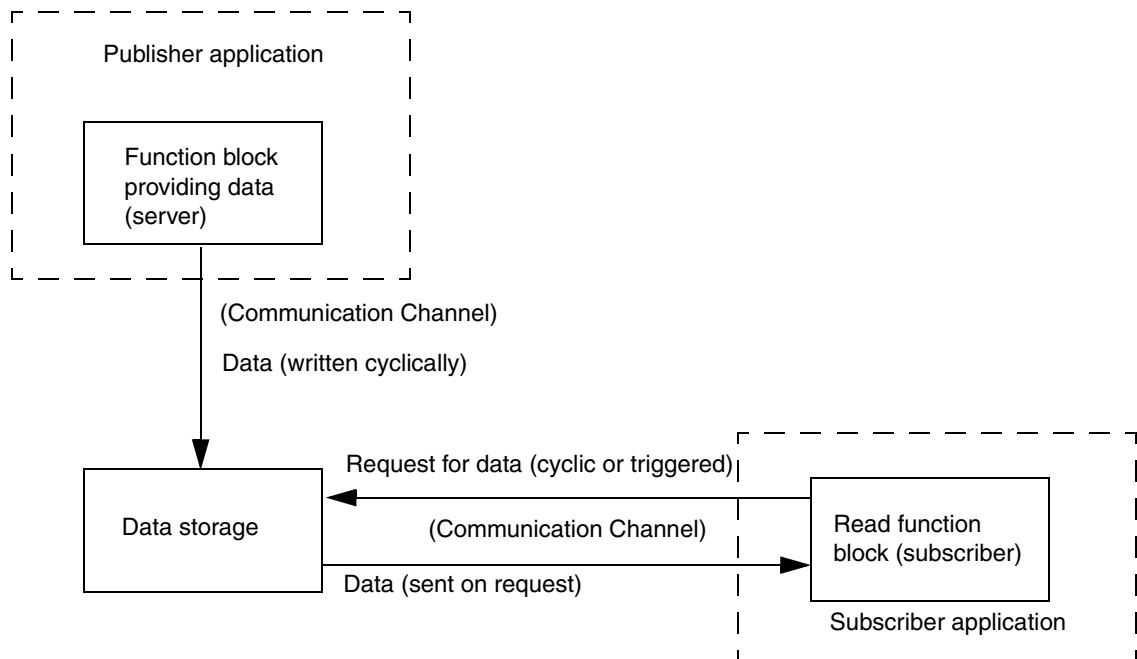 Publisher application
Function block
providing data
(server)
(Communication Channel)
Data (written cyclically)
Request for data (cyclic or triggered)
Data storage
(Communication Channel)
Read function
block (subscriber)
Data (sent on request)
Subscriber application